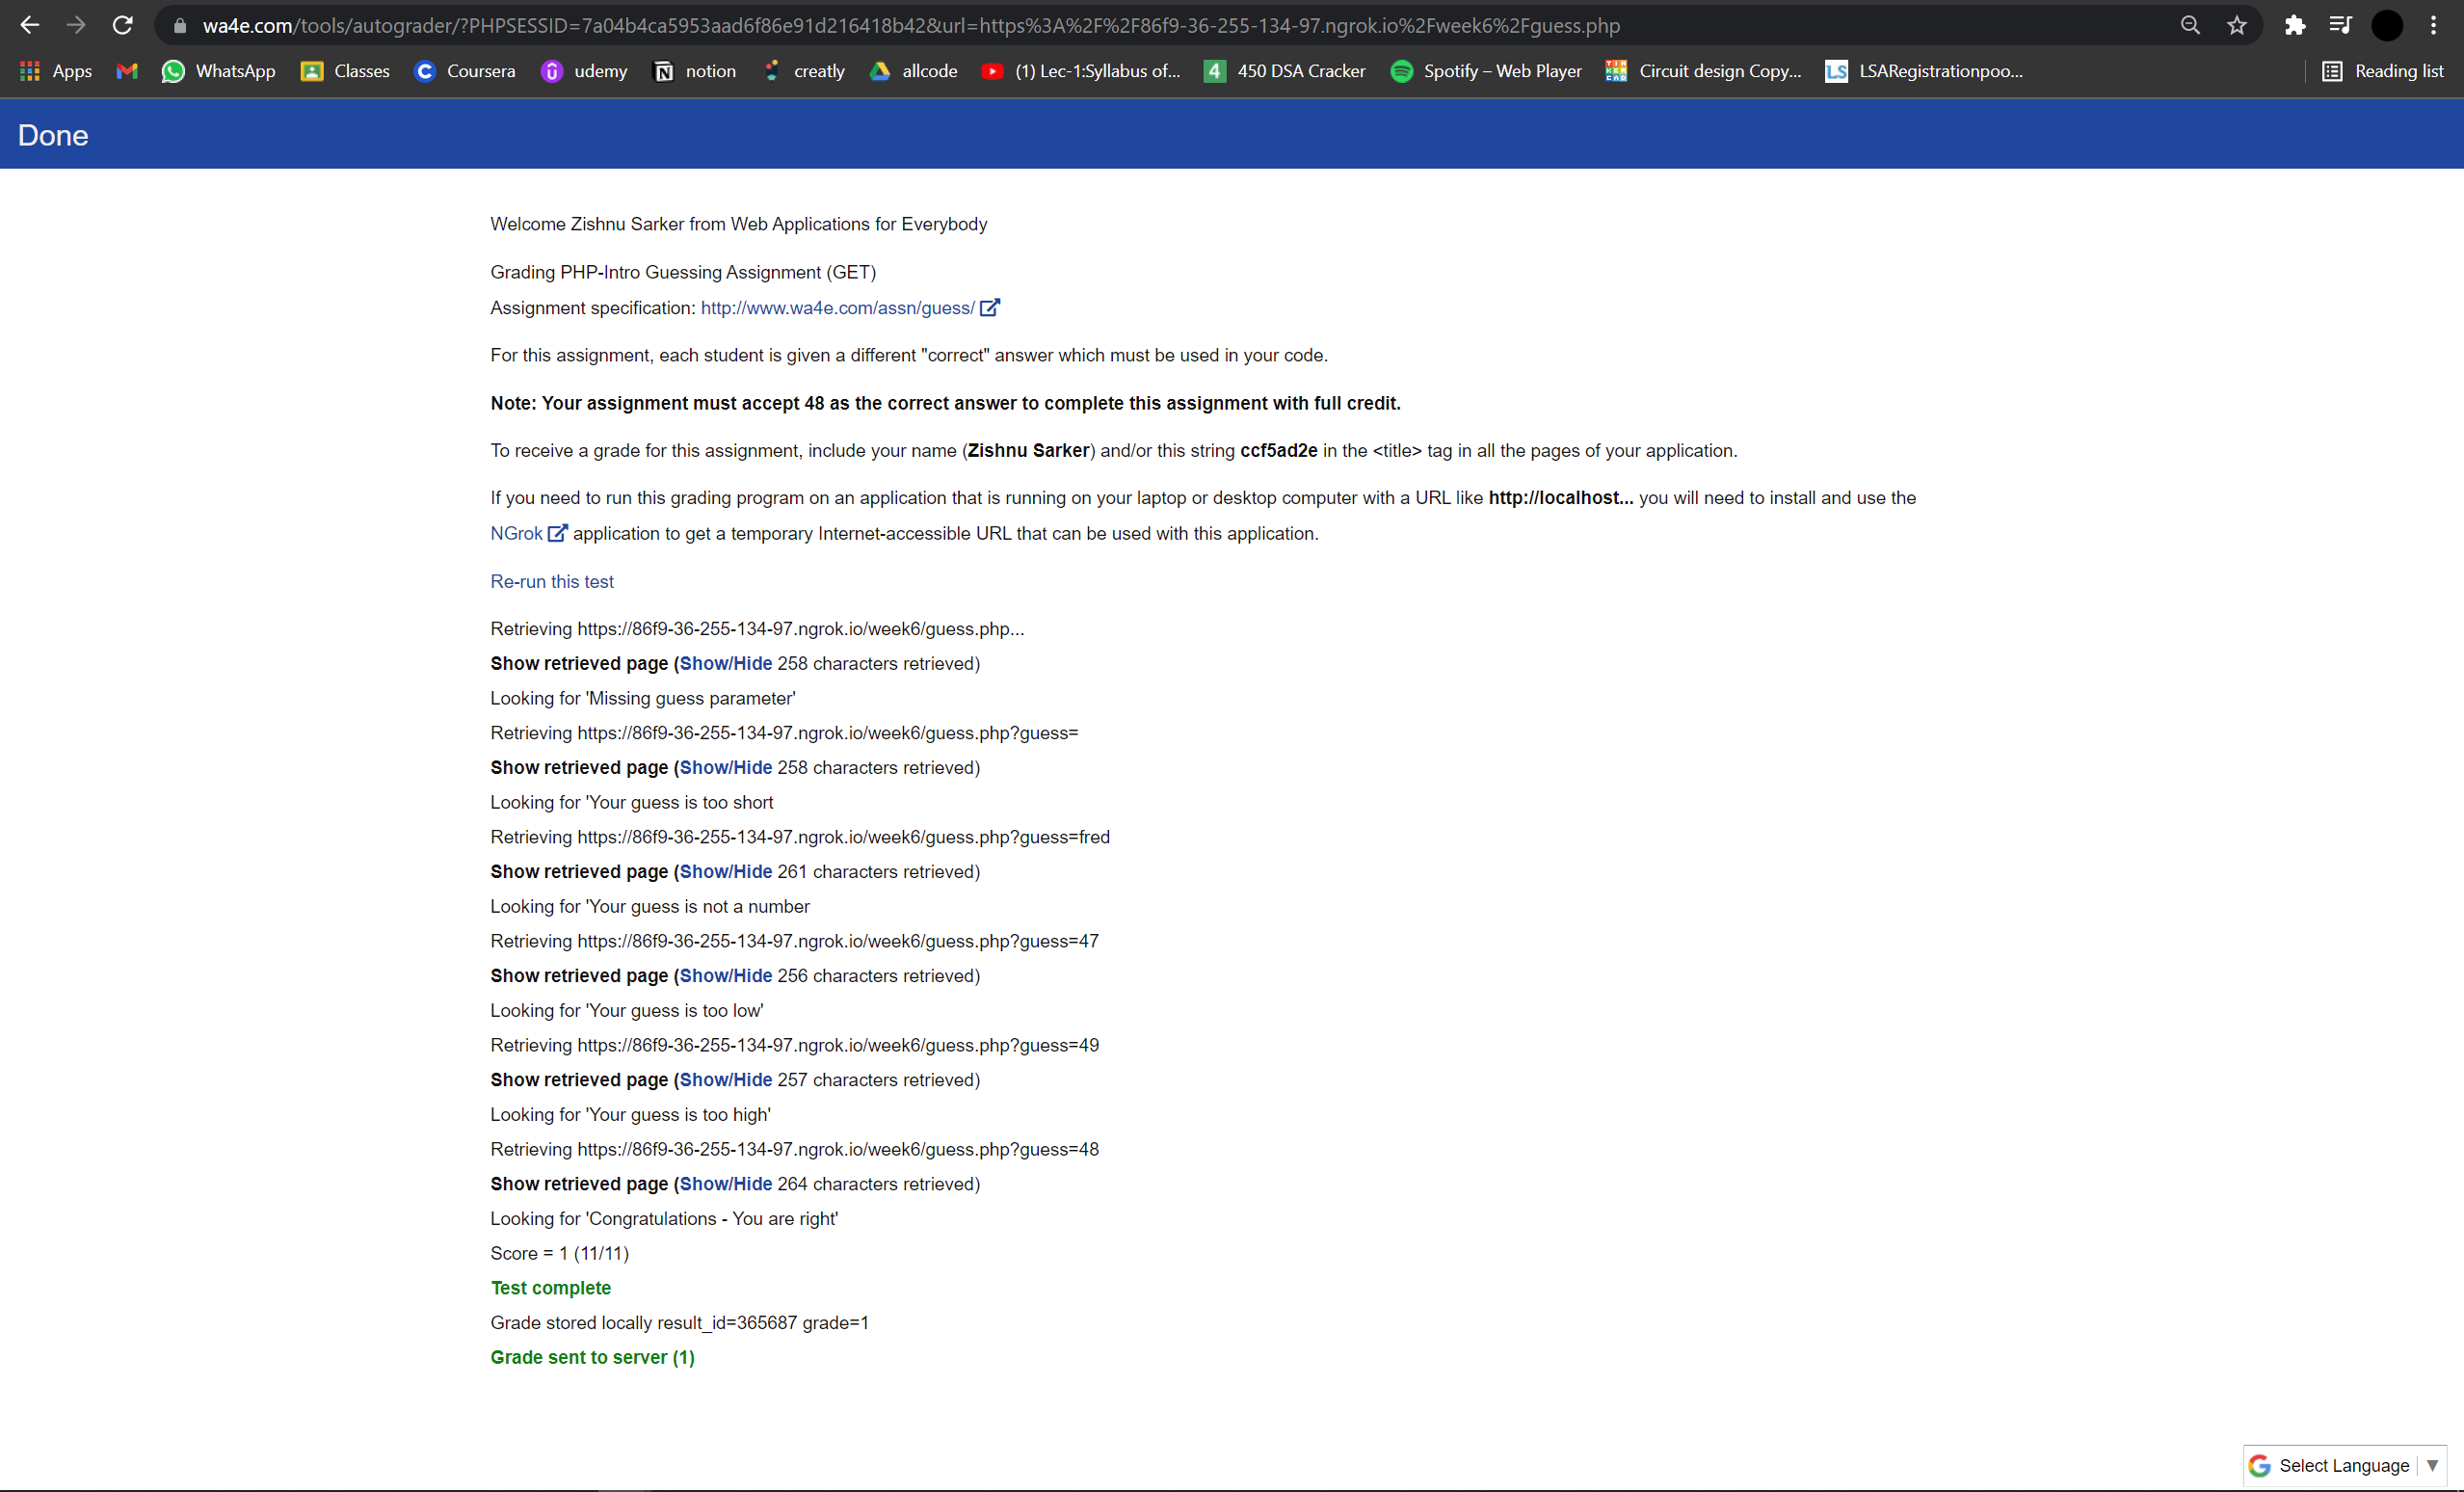 wa4e.com/tools/autograder/?PHPSESSID=7a04b4ca5953aad6f86e91d216418b42&url=https%3A%2F%2F86f9-36-255-134-97.ngrok.io%2Fweek6%2Fguess.php
Apps WhatsApp Classes Coursera udemy notion creatly allcode (1) Lec-1:Syllabus of... 4 450 DSA Cracker Spotify – Web Player Circuit design Copy... LS LSARegistrationpoo... Reading list
Done
Welcome Zishnu Sarker from Web Applications for Everybody
Grading PHP-Intro Guessing Assignment (GET)
Assignment specification: http://www.wa4e.com/assn/guess/
For this assignment, each student is given a different "correct" answer which must be used in your code.
Note: Your assignment must accept 48 as the correct answer to complete this assignment with full credit.
To receive a grade for this assignment, include your name (Zishnu Sarker) and/or this string ccf5ad2e in the <title> tag in all the pages of your application.
If you need to run this grading program on an application that is running on your laptop or desktop computer with a URL like http://localhost... you will need to install and use the
NGrok application to get a temporary Internet-accessible URL that can be used with this application.
Re-run this test
Retrieving https://86f9-36-255-134-97.ngrok.io/week6/guess.php...
Show retrieved page (Show/Hide 258 characters retrieved)
Looking for 'Missing guess parameter'
Retrieving https://86f9-36-255-134-97.ngrok.io/week6/guess.php?guess=
Show retrieved page (Show/Hide 258 characters retrieved)
Looking for 'Your guess is too short
Retrieving https://86f9-36-255-134-97.ngrok.io/week6/guess.php?guess=fred
Show retrieved page (Show/Hide 261 characters retrieved)
Looking for 'Your guess is not a number
Retrieving https://86f9-36-255-134-97.ngrok.io/week6/guess.php?guess=47
Show retrieved page (Show/Hide 256 characters retrieved)
Looking for 'Your guess is too low'
Retrieving https://86f9-36-255-134-97.ngrok.io/week6/guess.php?guess=49
Show retrieved page (Show/Hide 257 characters retrieved)
Looking for 'Your guess is too high'
Retrieving https://86f9-36-255-134-97.ngrok.io/week6/guess.php?guess=48
Show retrieved page (Show/Hide 264 characters retrieved)
Looking for 'Congratulations - You are right'
Score = 1 (11/11)
Test complete
Grade stored locally result_id=365687 grade=1
Grade sent to server (1)
Select Language ▼